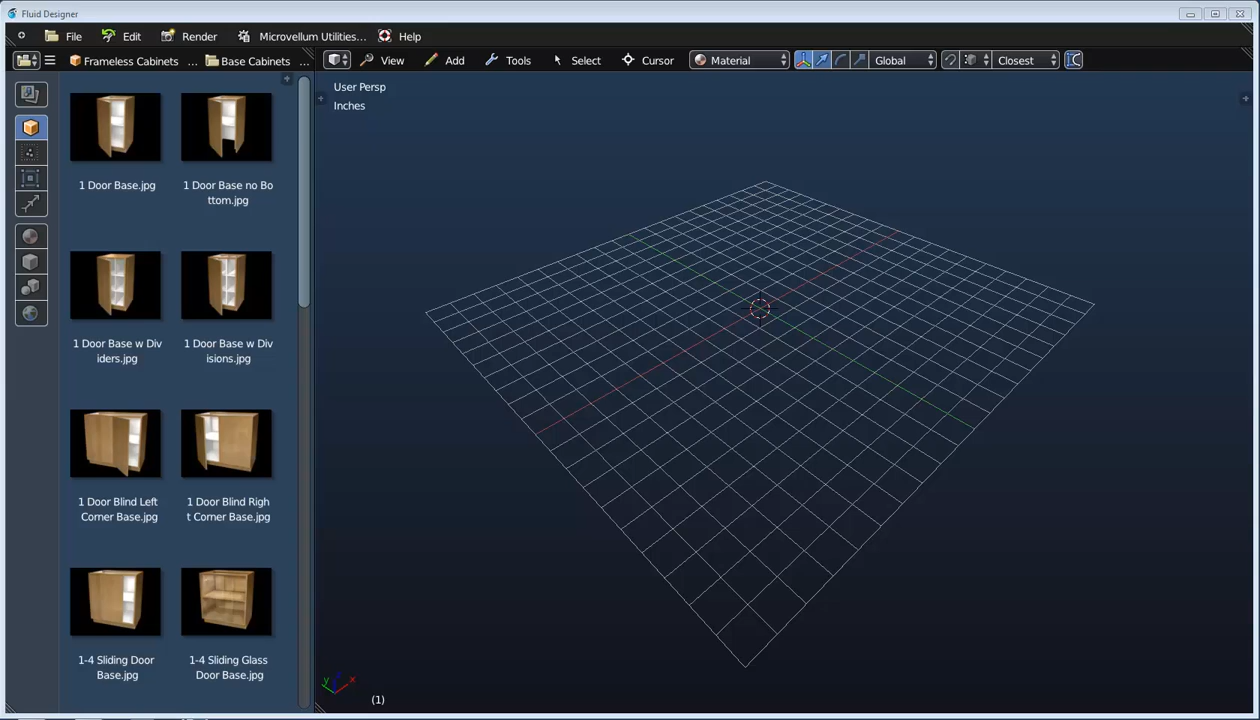 Fluid Designer
File Edit Render Microvellum Utilities... Help
Frameless Cabinets ... Base Cabinets ... View Add Tools Select Cursor Material Global Closest
User Persp
Inches
1 Door Base.jpg
1 Door Base no Bo
ttom.jpg
1 Door Base w Div
iders.jpg
1 Door Base w Div
isions.jpg
1 Door Blind Left
Corner Base.jpg
1 Door Blind Righ
t Corner Base.jpg
1-4 Sliding Door
Base.jpg
1-4 Sliding Glass
Door Base.jpg
y x
(1)